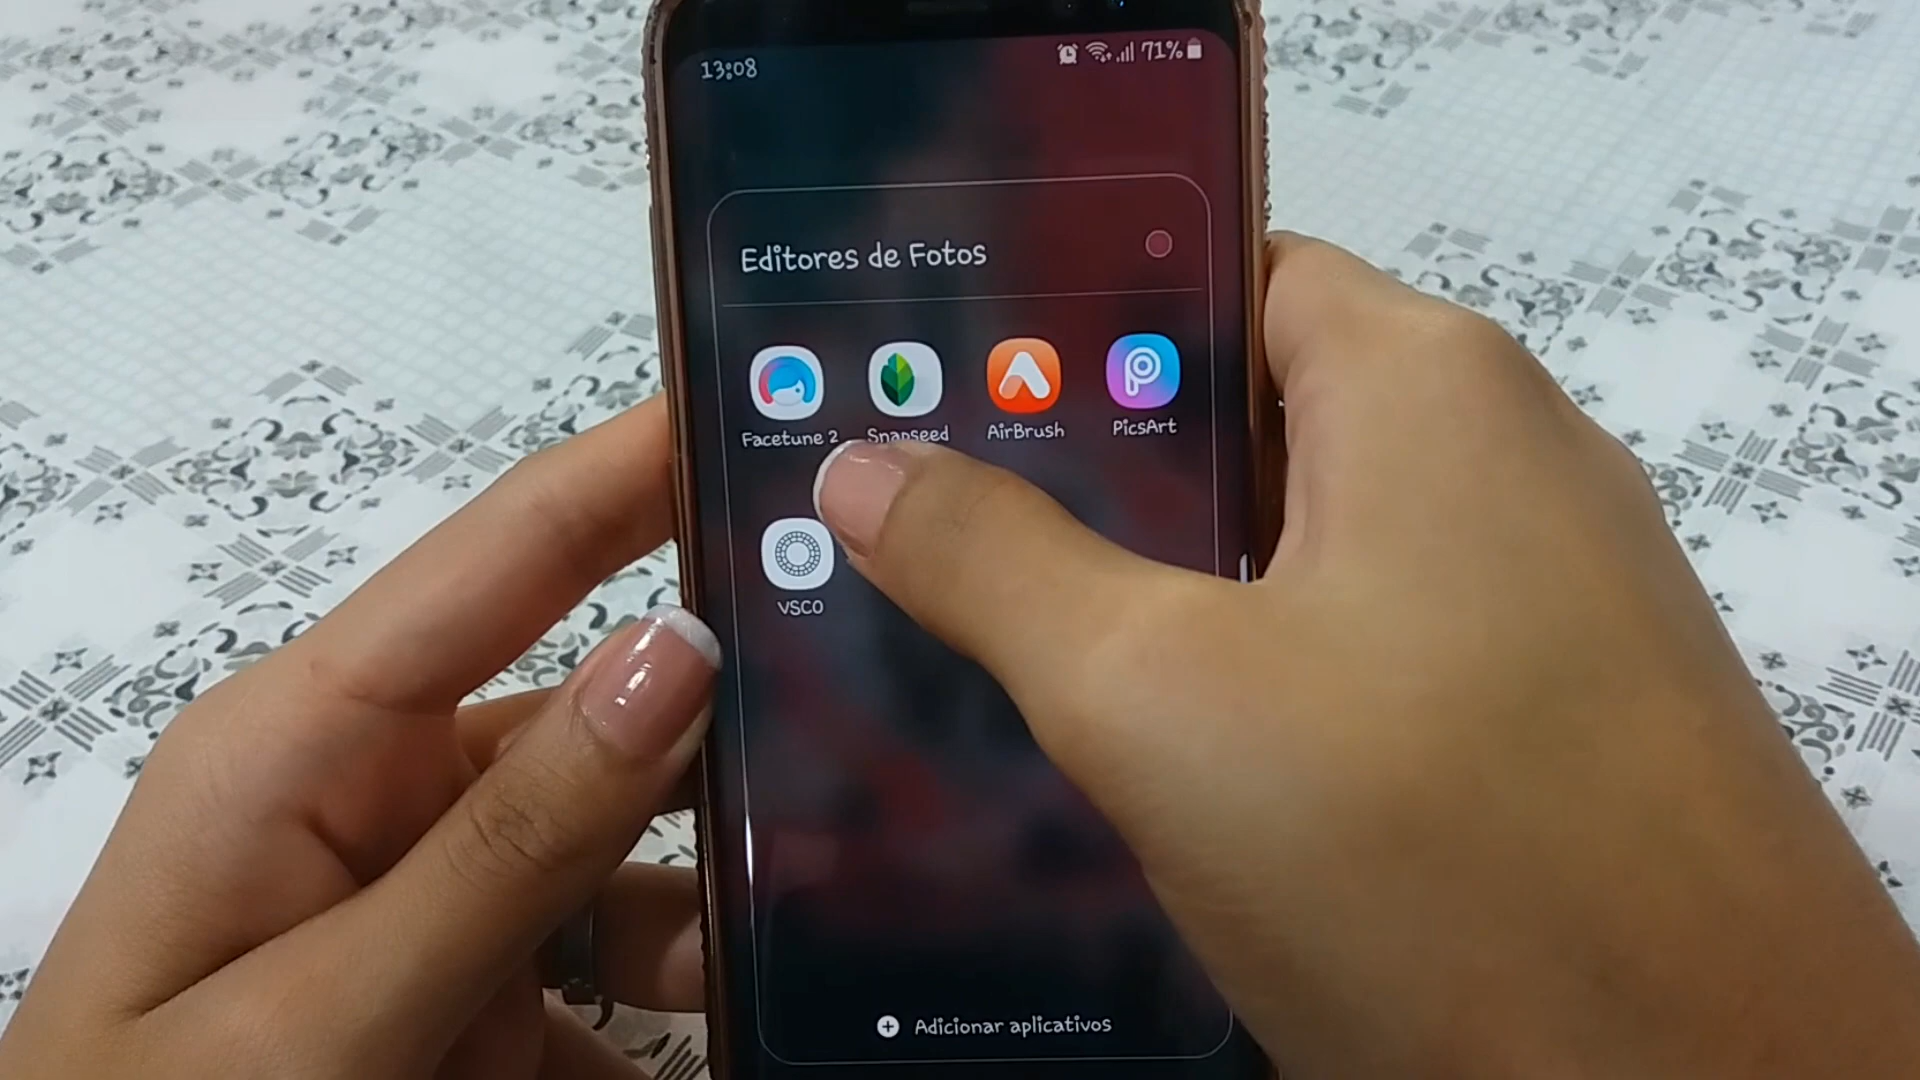 13:08
71%
Editores de Fotos
Facetune 2
Snapseed
AirBrush
PicsArt
VSCO
Adicionar aplicativos